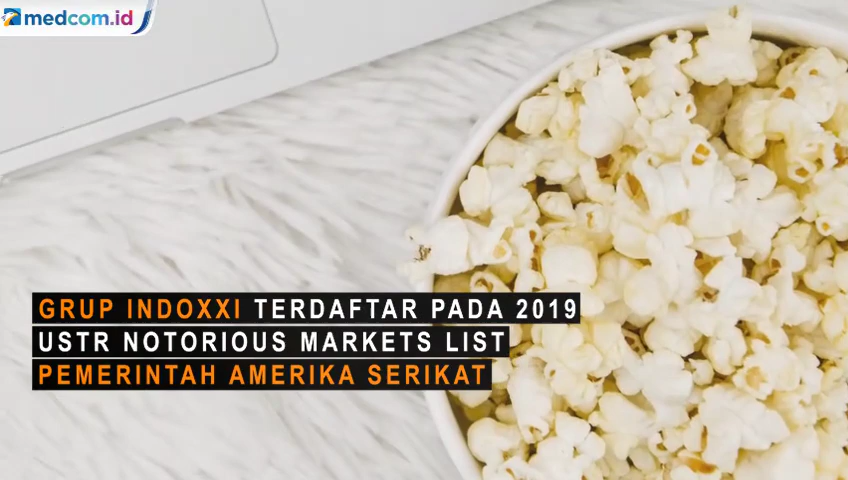 medcom.id
GRUP INDOXXI TERDAFTAR PADA 2019
USTR NOTORIOUS MARKETS LIST
PEMERINTAH AMERIKA SERIKAT